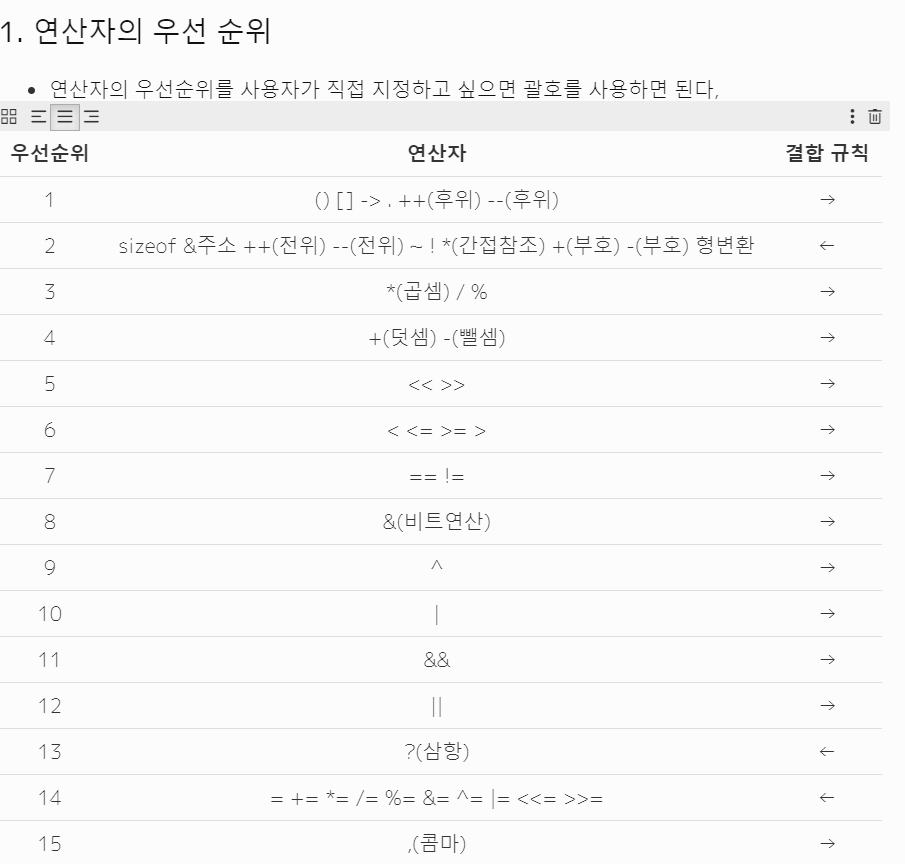 1. 연산자의 우선 순위
연산자의 우선순위를 사용자가 직접 지정하고 싶으면 괄호를 사용하면 된다,
우선순위 연산자 결합 규칙
1 () [] -> . ++(후위) --(후위) →
2 sizeof &주소 ++(전위) --(전위) ~ ! *(간접참조) +(부호) -(부호) 형변환 ←
3 *(곱셈) / % →
4 +(덧셈) -(뺄셈) →
5 << >> →
6 < <= >= > →
7 == != →
8 &(비트연산) →
9 ^ →
10 | →
11 && →
12 || →
13 ?(삼항) ←
14 = += *= /= %= &= ^= |= <<= >>= ←
15 ,(콤마) →